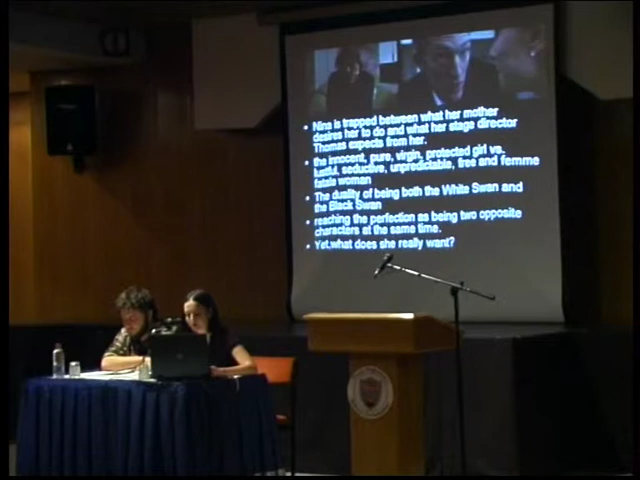 • Nina is trapped between what her mother
desires her to do and what her stage director
Thomas expects from her.
• the innocent, pure, virgin, protected girl vs.
lustful, seductive, unpredictable, free and femme
fatale woman
• The duality of being both the White Swan and
the Black Swan
• reaching the perfection as being two opposite
characters at the same time.
• Yet,what does she really want?